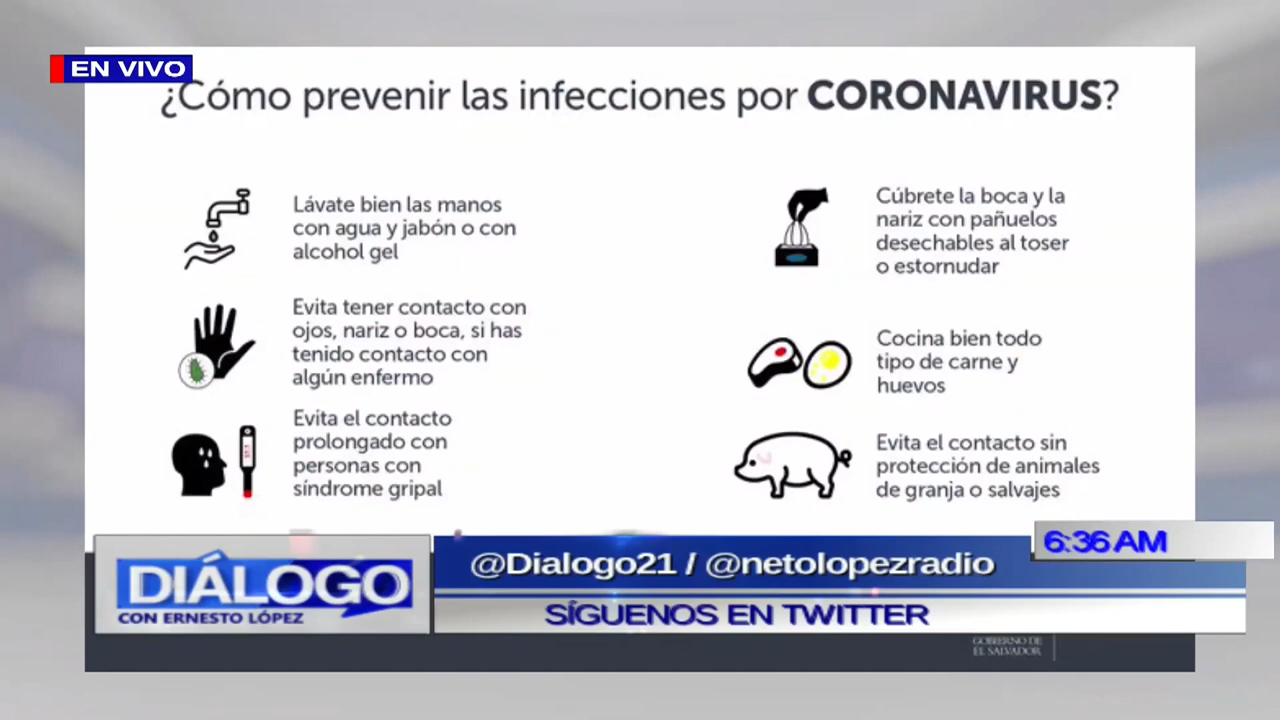 EN VIVO
¿Cómo prevenir las infecciones por CORONAVIRUS?
Lávate bien las manos
con agua y jabón o con
alcohol gel
Evita tener contacto con
ojos, nariz o boca, si has
tenido contacto con
algún enfermo
Evita el contacto
prolongado con
personas con
síndrome gripal
Cúbrete la boca y la
nariz con pañuelos
desechables al toser
o estornudar
Cocina bien todo
tipo de carne y
huevos
Evita el contacto sin
protección de animales
de granja o salvajes
6:36 AM
DIÁLOGO
CON ERNESTO LÓPEZ
@Dialogo21 / @netolopezradio
SÍGUENOS EN TWITTER
GOBIERNO DE
EL SALVADOR